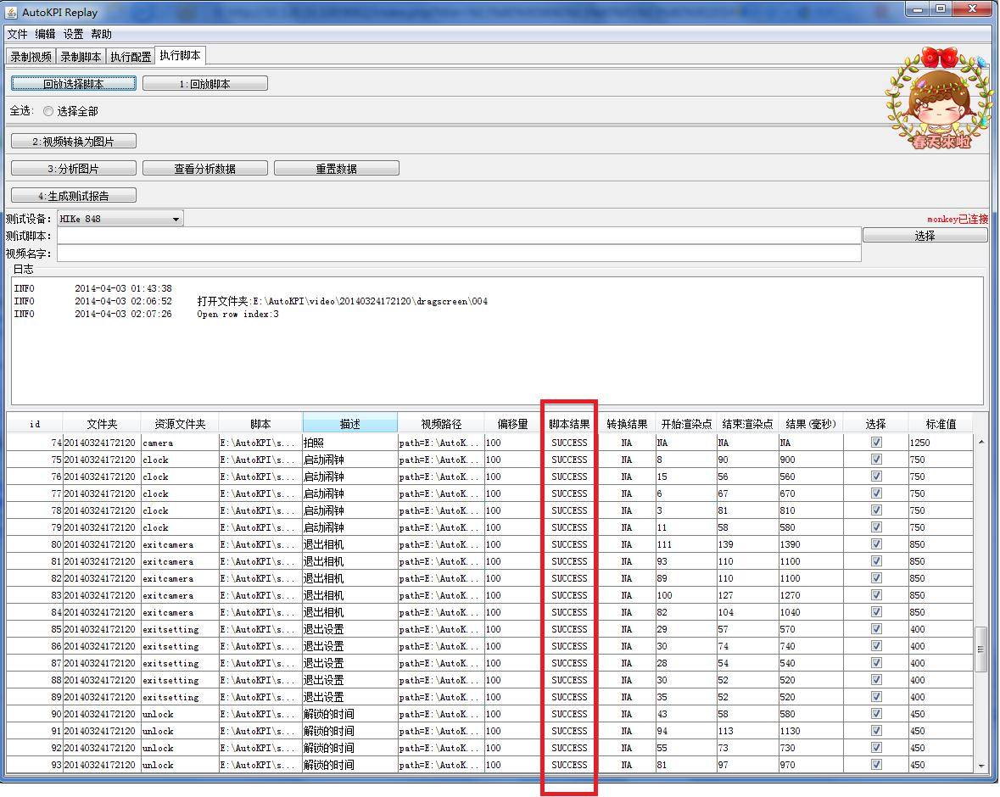 AutoKPI Replay
文件 编辑 设置 帮助
录制视频 录制脚本 执行配置 执行脚本
回放选择脚本 1:回放脚本
春天来啦
全选: 选择全部
2:视频转换为图片
3:分析图片 查看分析数据 重置数据
4:生成测试报告
测试设备: HIKe 848 monkey已连接
测试脚本: 选择
视频名字:
日志
INFO 2014-04-03 01:43:38
INFO 2014-04-03 02:06:52 打开文件夹:E:\AutoKPI\video\20140324172120\dragscreen\004
INFO 2014-04-03 02:07:26 Open row index:3
id 文件夹 资源文件夹 脚本 描述 视频路径 偏移量 脚本结果 转换结果 开始渲染点 结束渲染点 结果(毫秒) 选择 标准值
74 20140324172120 camera E:\AutoKPI\s... 拍照 path=E:\AutoK... 100 SUCCESS NA NA NA NA 1250
75 20140324172120 clock E:\AutoKPI\s... 启动闹钟 path=E:\AutoK... 100 SUCCESS NA 8 90 900 750
76 20140324172120 clock E:\AutoKPI\s... 启动闹钟 path=E:\AutoK... 100 SUCCESS NA 15 56 560 750
77 20140324172120 clock E:\AutoKPI\s... 启动闹钟 path=E:\AutoK... 100 SUCCESS NA 6 67 670 750
78 20140324172120 clock E:\AutoKPI\s... 启动闹钟 path=E:\AutoK... 100 SUCCESS NA 3 81 810 750
79 20140324172120 clock E:\AutoKPI\s... 启动闹钟 path=E:\AutoK... 100 SUCCESS NA 11 58 580 750
80 20140324172120 exitcamera E:\AutoKPI\s... 退出相机 path=E:\AutoK... 100 SUCCESS NA 111 139 1390 850
81 20140324172120 exitcamera E:\AutoKPI\s... 退出相机 path=E:\AutoK... 100 SUCCESS NA 93 110 1100 850
82 20140324172120 exitcamera E:\AutoKPI\s... 退出相机 path=E:\AutoK... 100 SUCCESS NA 89 110 1100 850
83 20140324172120 exitcamera E:\AutoKPI\s... 退出相机 path=E:\AutoK... 100 SUCCESS NA 100 127 1270 850
84 20140324172120 exitcamera E:\AutoKPI\s... 退出相机 path=E:\AutoK... 100 SUCCESS NA 82 104 1040 850
85 20140324172120 exitsetting E:\AutoKPI\s... 退出设置 path=E:\AutoK... 100 SUCCESS NA 29 57 570 400
86 20140324172120 exitsetting E:\AutoKPI\s... 退出设置 path=E:\AutoK... 100 SUCCESS NA 30 74 740 400
87 20140324172120 exitsetting E:\AutoKPI\s... 退出设置 path=E:\AutoK... 100 SUCCESS NA 28 54 540 400
88 20140324172120 exitsetting E:\AutoKPI\s... 退出设置 path=E:\AutoK... 100 SUCCESS NA 30 52 520 400
89 20140324172120 exitsetting E:\AutoKPI\s... 退出设置 path=E:\AutoK... 100 SUCCESS NA 35 52 520 400
90 20140324172120 unlock E:\AutoKPI\s... 解锁的时间 path=E:\AutoK... 100 SUCCESS NA 43 58 580 450
91 20140324172120 unlock E:\AutoKPI\s... 解锁的时间 path=E:\AutoK... 100 SUCCESS NA 94 113 1130 450
92 20140324172120 unlock E:\AutoKPI\s... 解锁的时间 path=E:\AutoK... 100 SUCCESS NA 55 73 730 450
93 20140324172120 unlock E:\AutoKPI\s... 解锁的时间 path=E:\AutoK... 100 SUCCESS NA 81 97 970 450